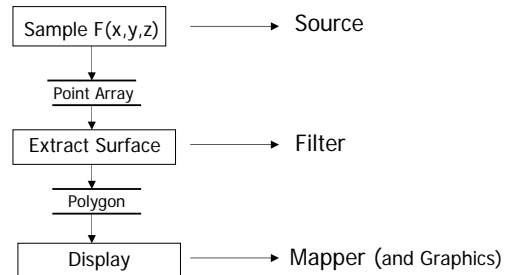 Sample F(x,y,z)
Source
Point Array
Extract Surface
Filter
Polygon
Display
Mapper (and Graphics)